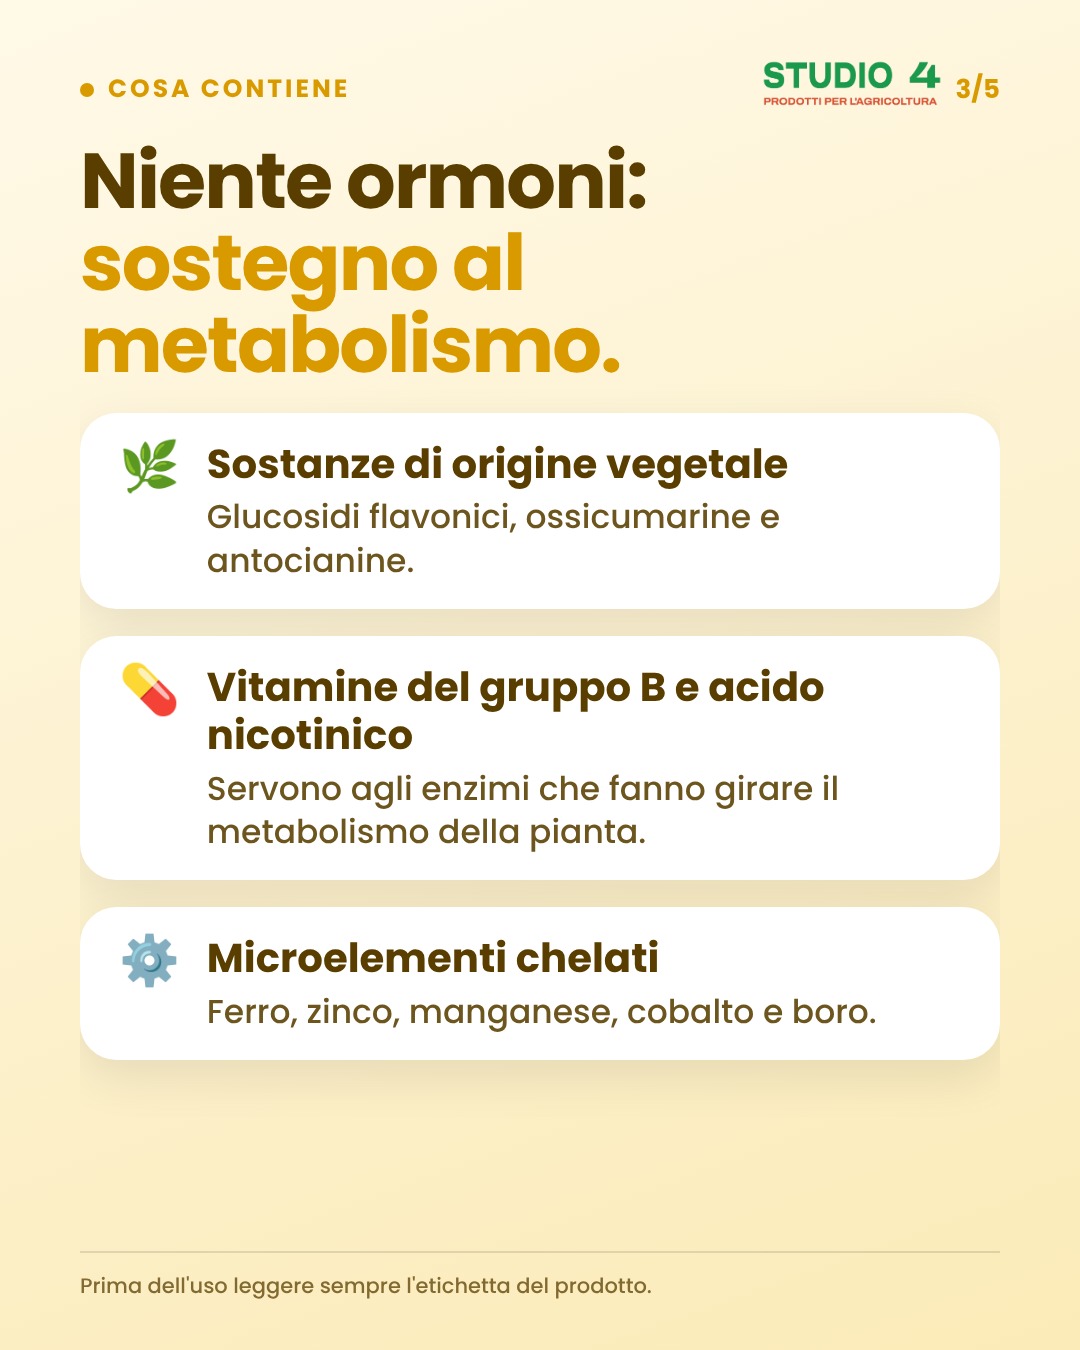 COSA CONTIENE
STUDIO 4
PRODOTTI PER L'AGRICOLTURA
3/5
Niente ormoni:
sostegno al
metabolismo.
Sostanze di origine vegetale
Glucosidi flavonici, ossicumarine e
antocianine.
Vitamine del gruppo B e acido
nicotinico
Servono agli enzimi che fanno girare il
metabolismo della pianta.
Microelementi chelati
Ferro, zinco, manganese, cobalto e boro.
Prima dell'uso leggere sempre l'etichetta del prodotto.